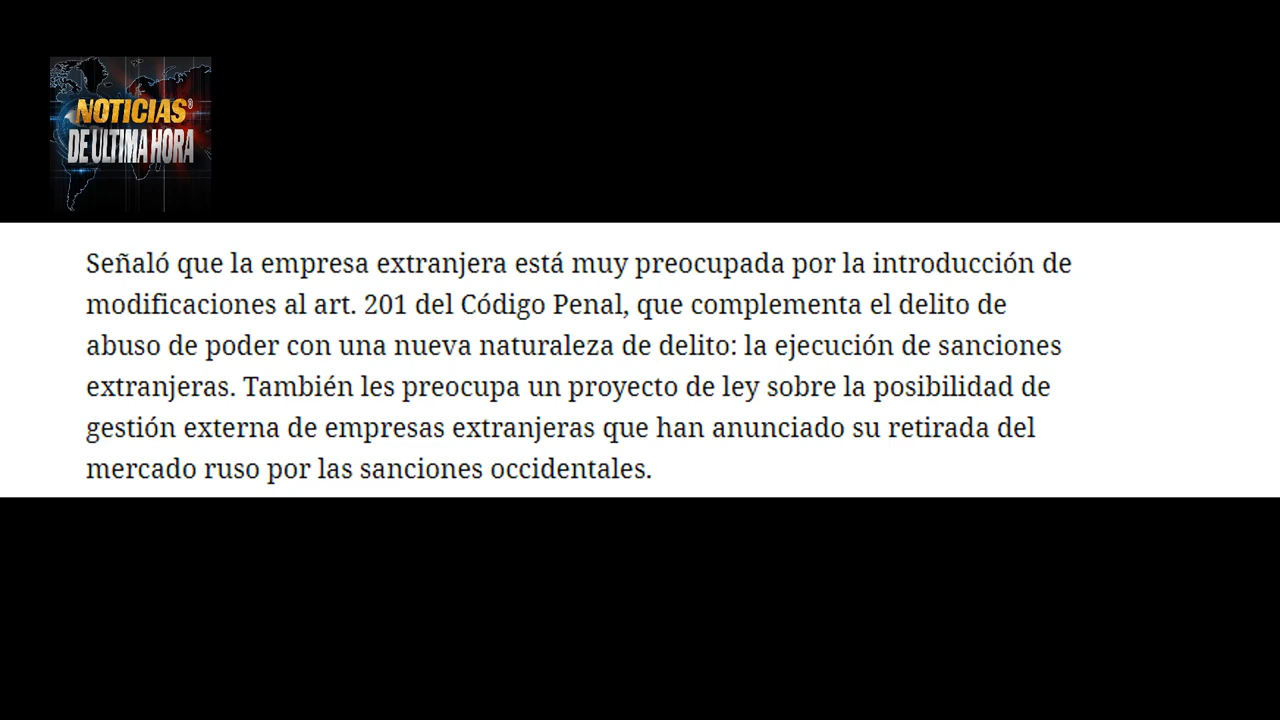 NOTICIAS®
DE ULTIMA HORA
Señaló que la empresa extranjera está muy preocupada por la introducción de
modificaciones al art. 201 del Código Penal, que complementa el delito de
abuso de poder con una nueva naturaleza de delito: la ejecución de sanciones
extranjeras. También les preocupa un proyecto de ley sobre la posibilidad de
gestión externa de empresas extranjeras que han anunciado su retirada del
mercado ruso por las sanciones occidentales.